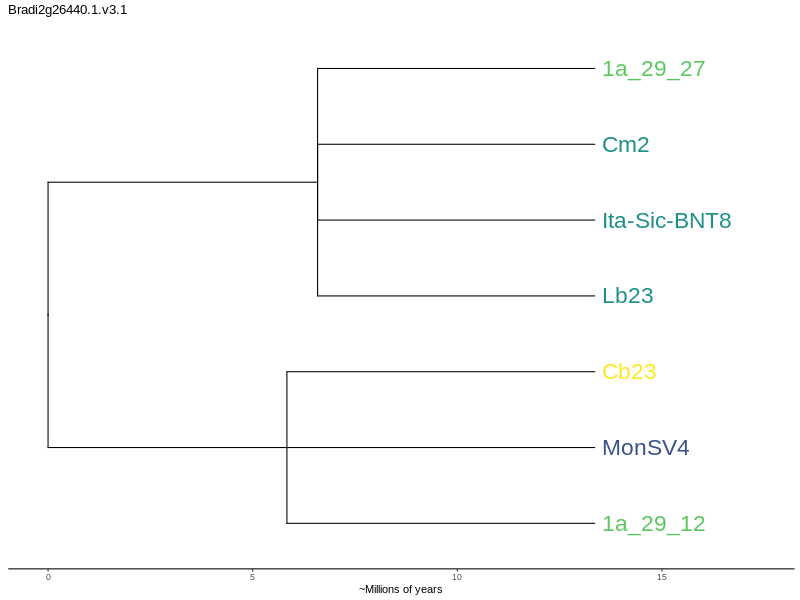 Bradi2g26440.1.v3.1
1a_29_27
Cm2
Ita-Sic-BNT8
Lb23
Cb23
MonSV4
1a_29_12
0 5 10 15
~Millions of years